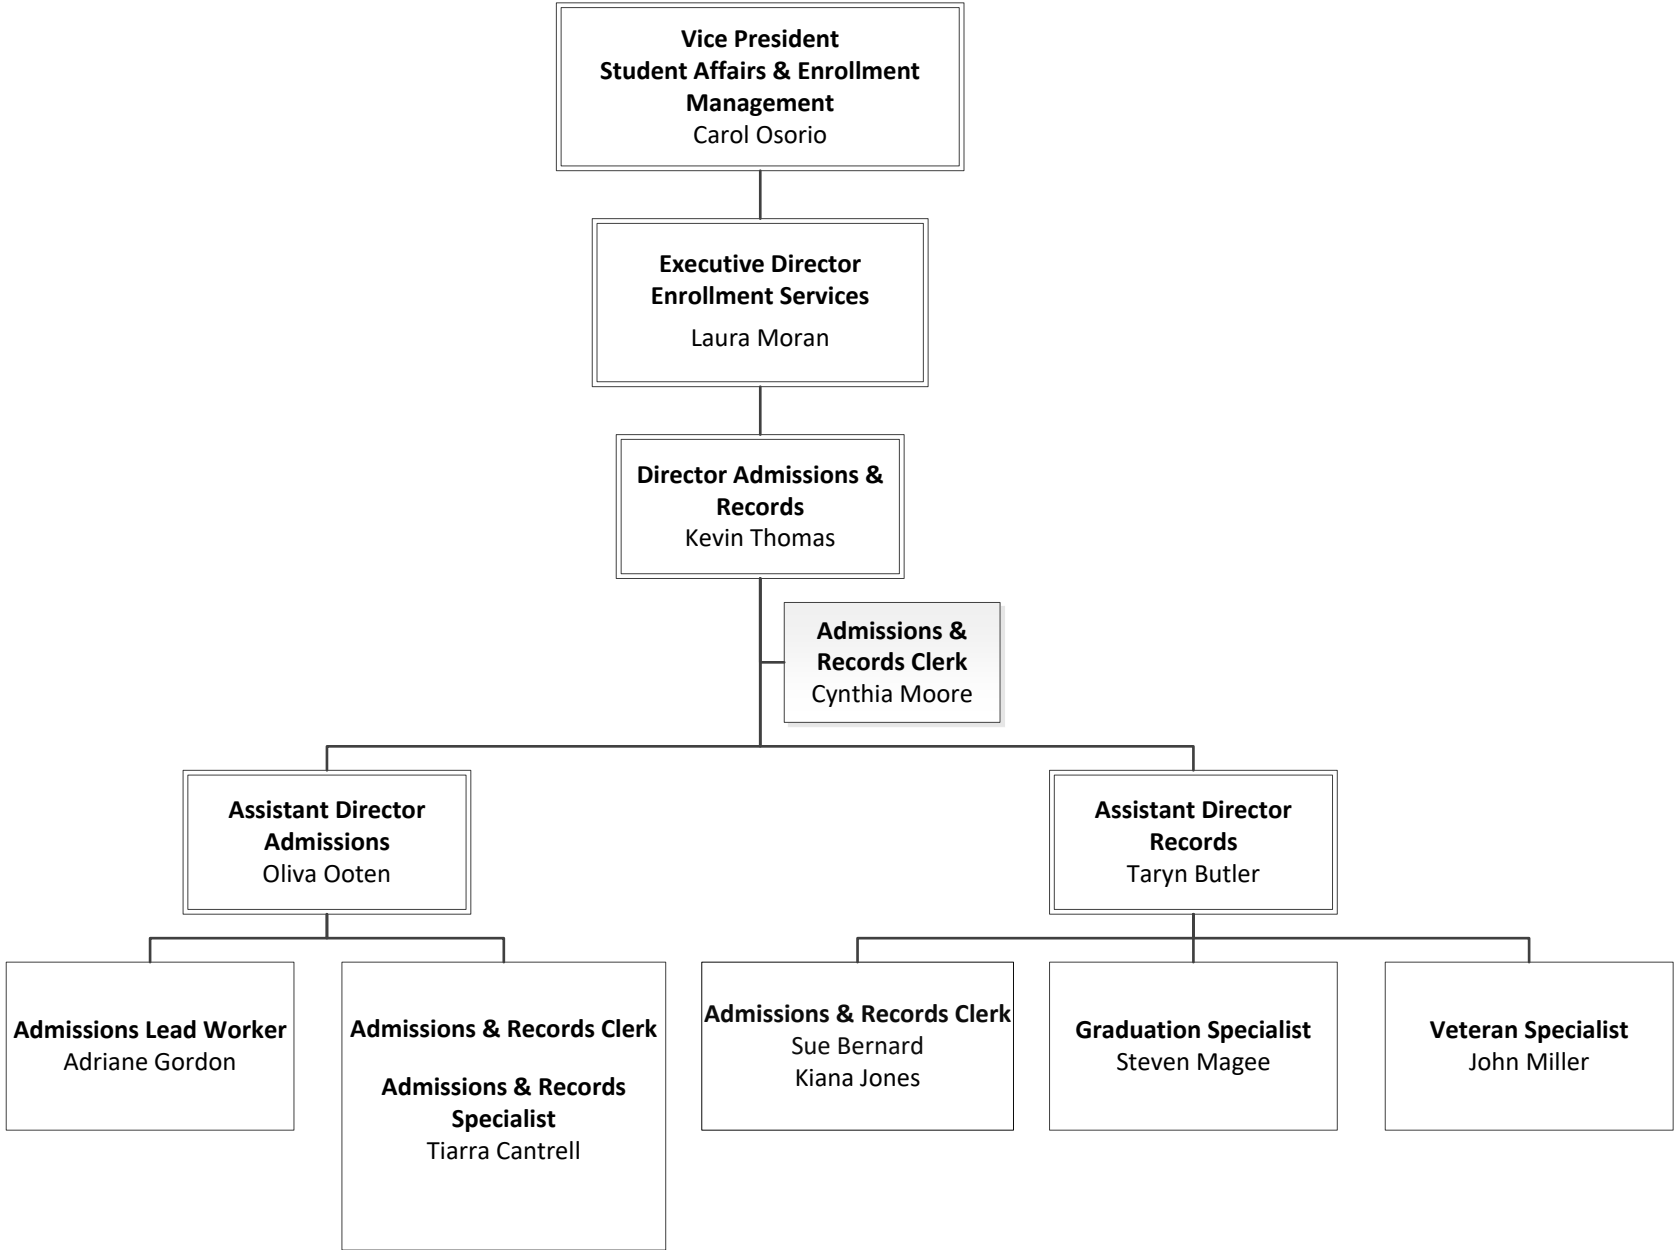 Vice President
Student Affairs & Enrollment
Management
Carol Osorio
Executive Director
Enrollment Services
Laura Moran
Director Admissions &
Records
Kevin Thomas
Admissions &
Records Clerk
Cynthia Moore
Assistant Director
Admissions
Oliva Ooten
Assistant Director
Records
Taryn Butler
Admissions Lead Worker
Adriane Gordon
Admissions & Records Clerk
Admissions & Records
Specialist
Tiarra Cantrell
Admissions & Records Clerk
Sue Bernard
Kiana Jones
Graduation Specialist
Steven Magee
Veteran Specialist
John Miller